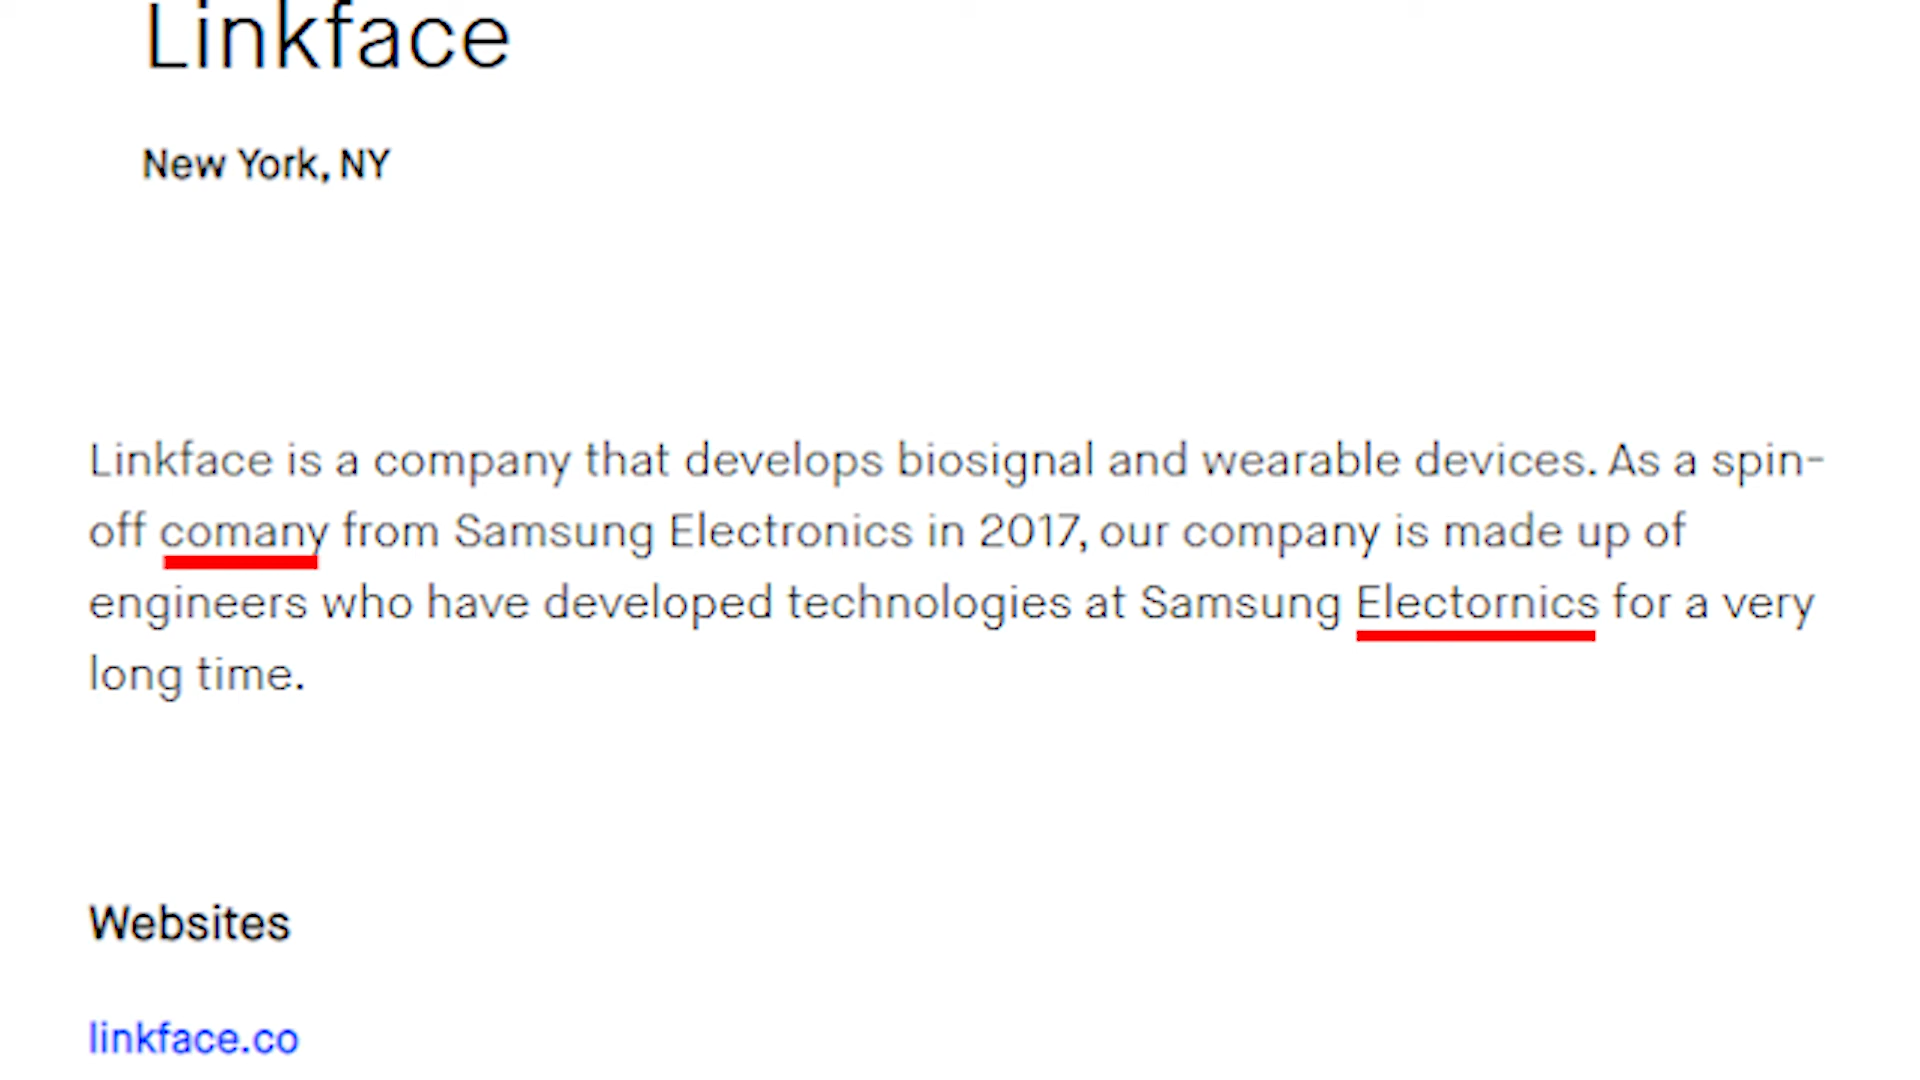 Linkface
New York, NY
Linkface is a company that develops biosignal and wearable devices. As a spin-
off comany from Samsung Electronics in 2017, our company is made up of
engineers who have developed technologies at Samsung Electornics for a very
long time.
Websites
linkface.co